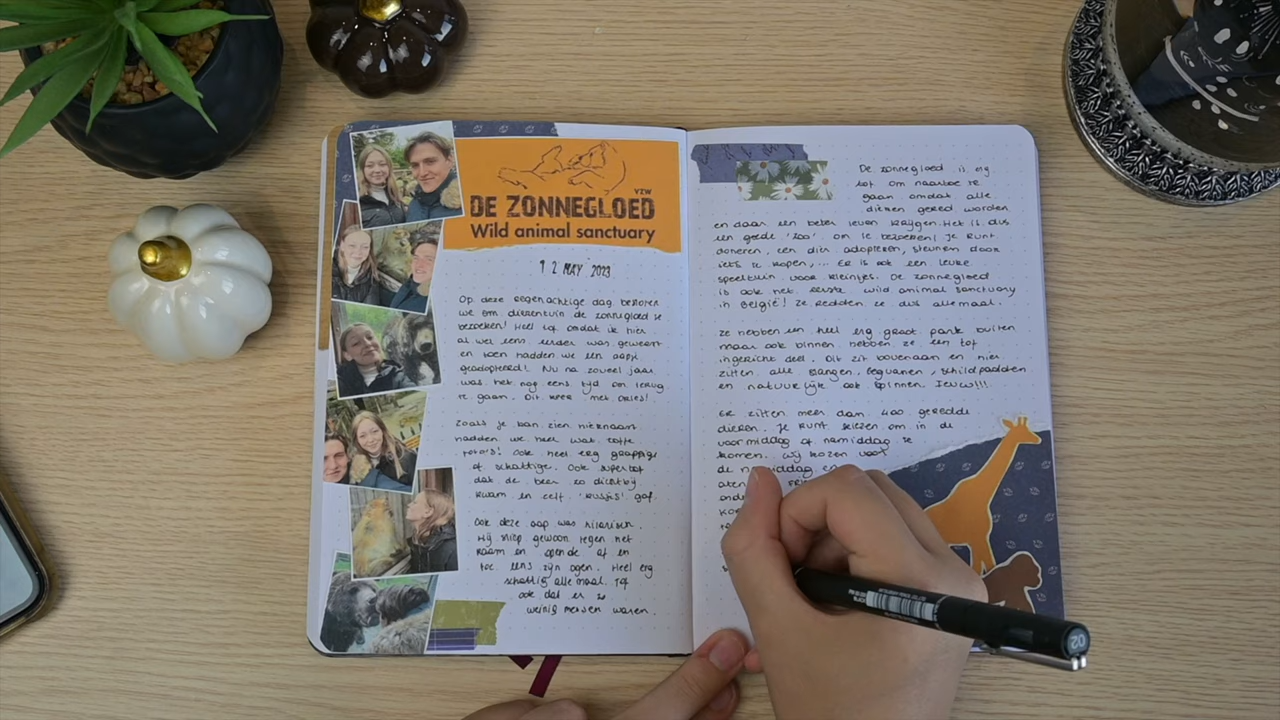 VZW
DE ZONNEGLOED
Wild animal sanctuary
12 MAY 2023
Op deze regenachtige dag besloten
we om dierentuin de zonnegloed te
bezoeken! Heel tof omdat ik hier
al wel eens eerder was geweest
en toen hadden we een aapje
geadopteerd! Nu na zoveel jaar
was het nog eens tijd om terug
te gaan. Dit keer met Dries!
Zoals je kan zien hiernaast
hadden we heel wat toffe
foto's! Ook heel erg grappige
of schattige. Ook super tof
dat de beer zo dichtbij
kwam en zelf 'kusjes' gaf.
Ook deze aap was hilarisch.
Hij sliep gewoon tegen het
raam en opende af en
toe eens zijn ogen. Heel erg
schattig allemaal. Tof
ook dat er zo
weinig mensen waren.
De zonnegloed is erg
tof om naartoe te
gaan omdat alle
dieren gered worden
en daar een beter leven krijgen. Het is dus
een goede 'zoo' om te bezoeken! Je kunt
doneren, een dier adopteren, steunen door
iets te kopen,... Er is ook een leuke
speeltuin voor kleintjes. De zonnegloed
is ook het eerste wild animal sanctuary
in België! Ze redden ze dus allemaal.
Ze hebben een heel erg groot park buiten
maar ook binnen hebben ze een tof
ingericht deel. Dit zit bovenaan en hier
zitten alle slangen, leguanen, schildpadden
en natuurlijk ook spinnen. Ieuw!!!
Er zitten meer dan 400 geredde
dieren. Je kunt kiezen om in de
voormiddag of namiddag te
komen. Wij kozen voor
de namiddag en
aten
02